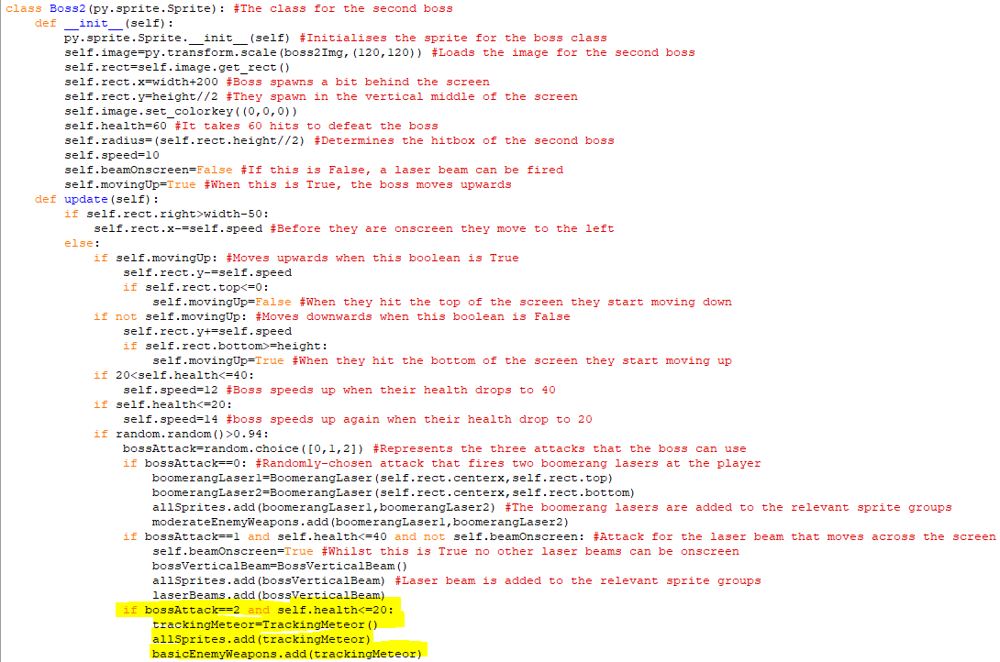 class Boss2(py.sprite.Sprite): #The class for the second boss
    def __init__(self):
        py.sprite.Sprite.__init__(self) #Initialises the sprite for the boss class
        self.image=py.transform.scale(boss2Img,(120,120)) #Loads the image for the second boss
        self.rect=self.image.get_rect()
        self.rect.x=width+200 #Boss spawns a bit behind the screen
        self.rect.y=height//2 #They spawn in the vertical middle of the screen
        self.image.set_colorkey((0,0,0))
        self.health=60 #It takes 60 hits to defeat the boss
        self.radius=(self.rect.height//2) #Determines the hitbox of the second boss
        self.speed=10
        self.beamOnscreen=False #If this is False, a laser beam can be fired
        self.movingUp=True #When this is True, the boss moves upwards
    def update(self):
        if self.rect.right>width-50:
            self.rect.x-=self.speed #Before they are onscreen they move to the left
        else:
            if self.movingUp: #Moves upwards when this boolean is True
                self.rect.y-=self.speed
                if self.rect.top<=0:
                    self.movingUp=False #When they hit the top of the screen they start moving down
            if not self.movingUp: #Moves downwards when this boolean is False
                self.rect.y+=self.speed
                if self.rect.bottom>=height:
                    self.movingUp=True #When they hit the bottom of the screen they start moving up
            if 20<self.health<=40:
                self.speed=12 #Boss speeds up when their health drops to 40
            if self.health<=20:
                self.speed=14 #boss speeds up again when their health drop to 20
            if random.random()>0.94:
                bossAttack=random.choice([0,1,2]) #Represents the three attacks that the boss can use
                if bossAttack==0: #Randomly-chosen attack that fires two boomerang lasers at the player
                    boomerangLaser1=BoomerangLaser(self.rect.centerx,self.rect.top)
                    boomerangLaser2=BoomerangLaser(self.rect.centerx,self.rect.bottom)
                    allSprites.add(boomerangLaser1,boomerangLaser2) #The boomerang lasers are added to the relevant sprite groups
                    moderateEnemyWeapons.add(boomerangLaser1,boomerangLaser2)
                if bossAttack==1 and self.health<=40 and not self.beamOnscreen: #Attack for the laser beam that moves across the screen
                    self.beamOnscreen=True #Whilst this is True no other laser beams can be onscreen
                    bossVerticalBeam=BossVerticalBeam()
                    allSprites.add(bossVerticalBeam) #Laser beam is added to the relevant sprite groups
                    laserBeams.add(bossVerticalBeam)
                if bossAttack==2 and self.health<=20:
                    trackingMeteor=TrackingMeteor()
                    allSprites.add(trackingMeteor)
                    basicEnemyWeapons.add(trackingMeteor)